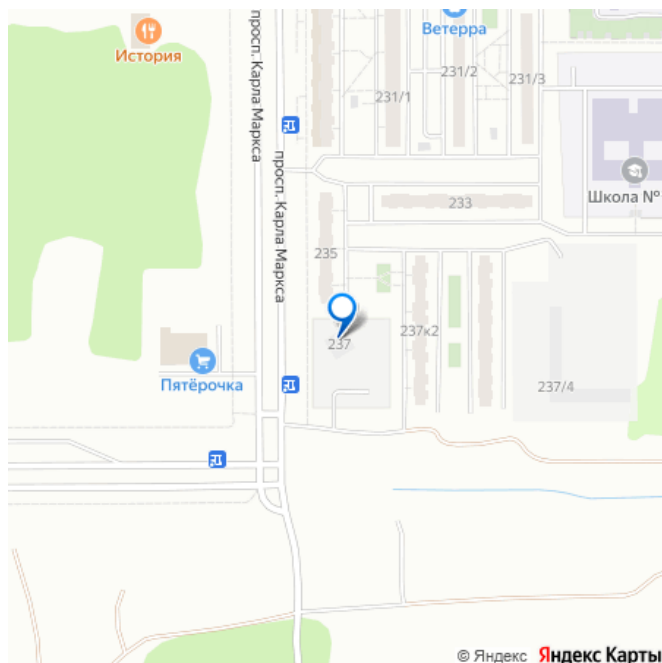 История
просп. Карла Маркса
просп. Карла Маркса
Ветерра
231/2
231/3
231/1
Школа №
233
235
237
237к2
Пятёрочка
237/4
© Яндекс Яндекс Карты